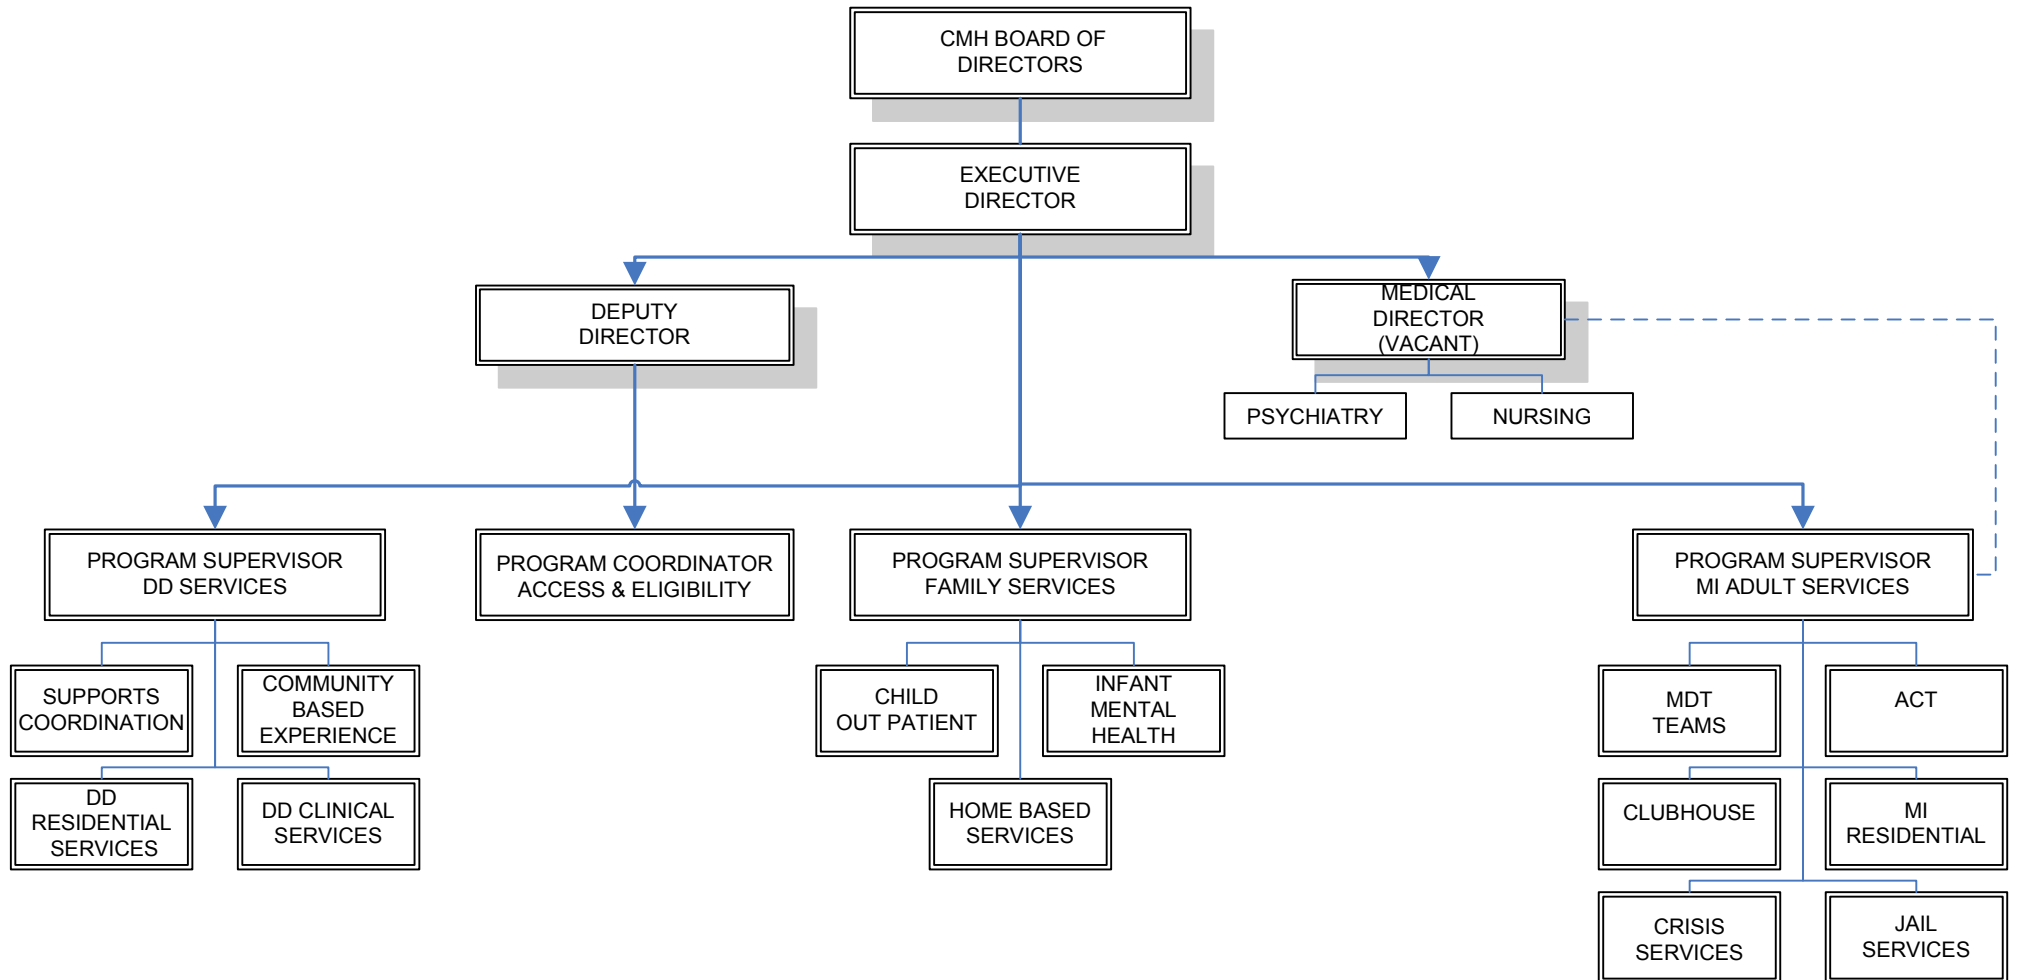 CMH BOARD OF
DIRECTORS
EXECUTIVE
DIRECTOR
DEPUTY
DIRECTOR
MEDICAL
DIRECTOR
(VACANT)
PSYCHIATRY
NURSING
PROGRAM SUPERVISOR
DD SERVICES
PROGRAM COORDINATOR
ACCESS & ELIGIBILITY
PROGRAM SUPERVISOR
FAMILY SERVICES
PROGRAM SUPERVISOR
MI ADULT SERVICES
SUPPORTS
COORDINATION
COMMUNITY
BASED
EXPERIENCE
DD
RESIDENTIAL
SERVICES
DD CLINICAL
SERVICES
CHILD
OUT PATIENT
INFANT
MENTAL
HEALTH
HOME BASED
SERVICES
MDT
TEAMS
ACT
CLUBHOUSE
MI
RESIDENTIAL
CRISIS
SERVICES
JAIL
SERVICES